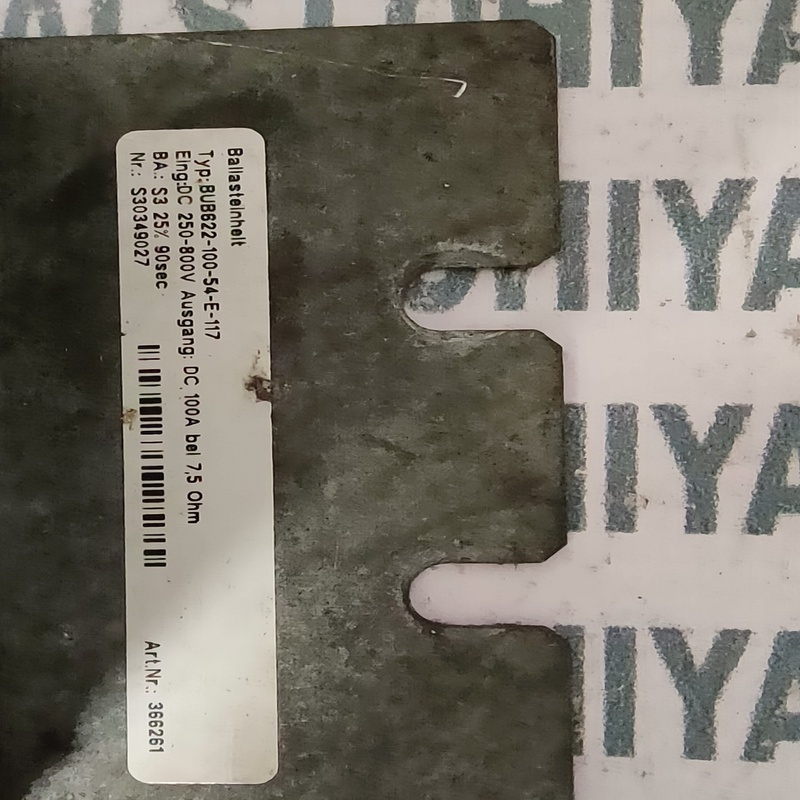 Ballasteinheit
Typ:BUB622-100-54-E-117
Eing:DC 250-800V Ausgang: DC 100A bei 7,5 Ohm
BA.: S3 25% 90sec
Nr.: S30349027
Art.Nr.: 366261